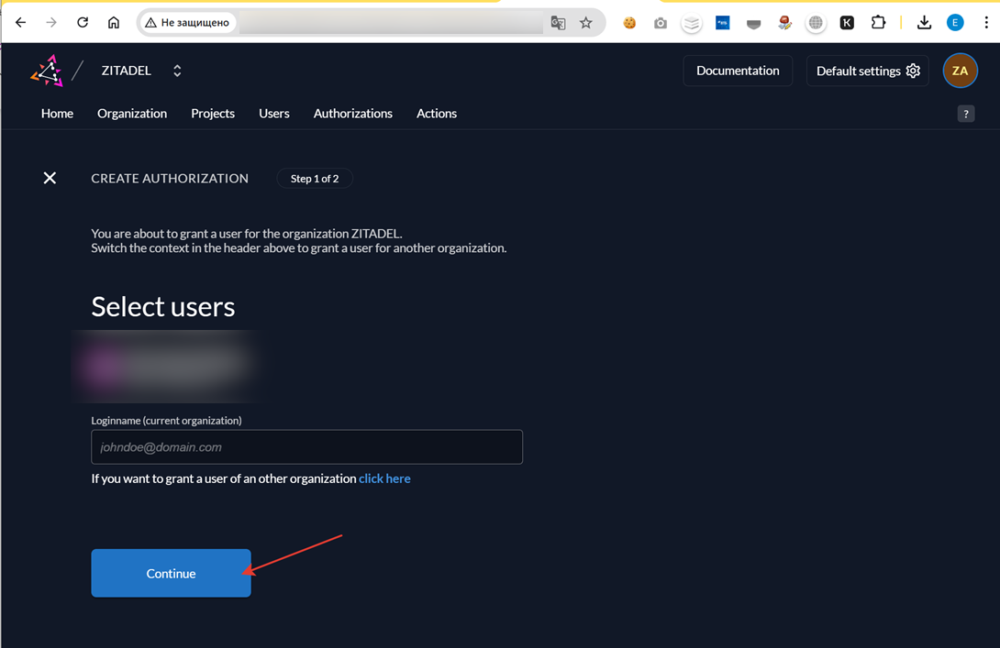 Не защищено
E
ZITADEL
Documentation
Default settings
ZA
Home Organization Projects Users Authorizations Actions
?
CREATE AUTHORIZATION
Step 1 of 2
You are about to grant a user for the organization ZITADEL.
Switch the context in the header above to grant a user for another organization.
Select users
Loginname (current organization)
johndoe@domain.com
If you want to grant a user of an other organization click here
Continue